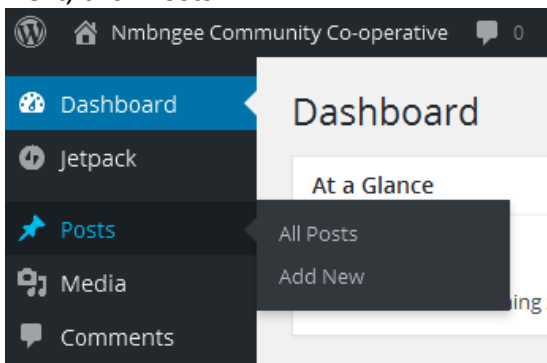 Nmbngee Community Co-operative 0
Dashboard
Dashboard
Jetpack
At a Glance
Posts
All Posts
Add New
Media
Comments